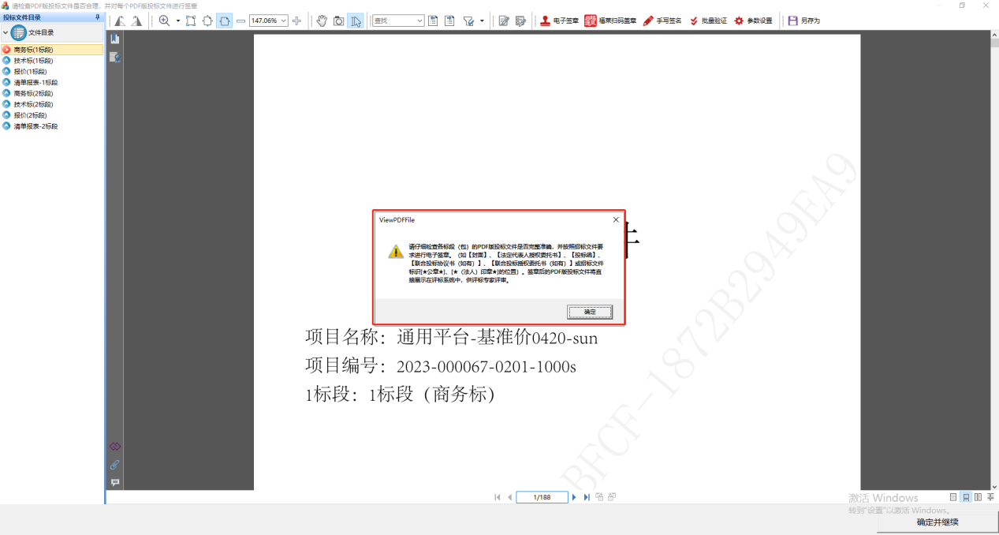 请检查PDF版投标文件是否合理，并对每个PDF版投标文件进行签章
投标文件目录
文件目录
商务标(1标段)
技术标(1标段)
报价(1标段)
清单报表-1标段
商务标(2标段)
技术标(2标段)
报价(2标段)
清单报表-2标段
147.06%
查找
电子签章
福莱扫码盖章
手写签名
批量验证
参数设置
另存为
ViewPDFFile
请仔细检查各标段（包）的PDF版投标文件是否完整准确，并按照招标文件要
求进行电子签章。（如【封面】、【法定代表人授权委托书】、【投标函】、
【联合投标协议书（如有）】、【联合投标授权委托书（如有）】或招标文件
标识[★公章★]、[★（法人）印章★]的位置）。签章后的PDF版投标文件将直
接展示在评标系统中，供评标专家评审。
确定
项目名称：通用平台-基准价0420-sun
项目编号：2023-000067-0201-1000s
1标段：1标段（商务标）
BFCF-1872B2949EA9
1/188
激活 Windows
转到"设置"以激活 Windows。
确定并继续